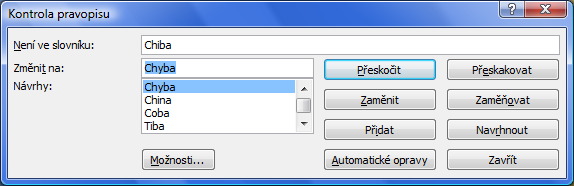 Kontrola pravopisu
Není ve slovníku: Chiba
Změnit na: Chyba Přeskočit Přeskakovat
Návrhy: Chyba
China Zaměnit Zaměňovat
Coba
Tiba Přidat Navrhnout
Možnosti... Automatické opravy Zavřít